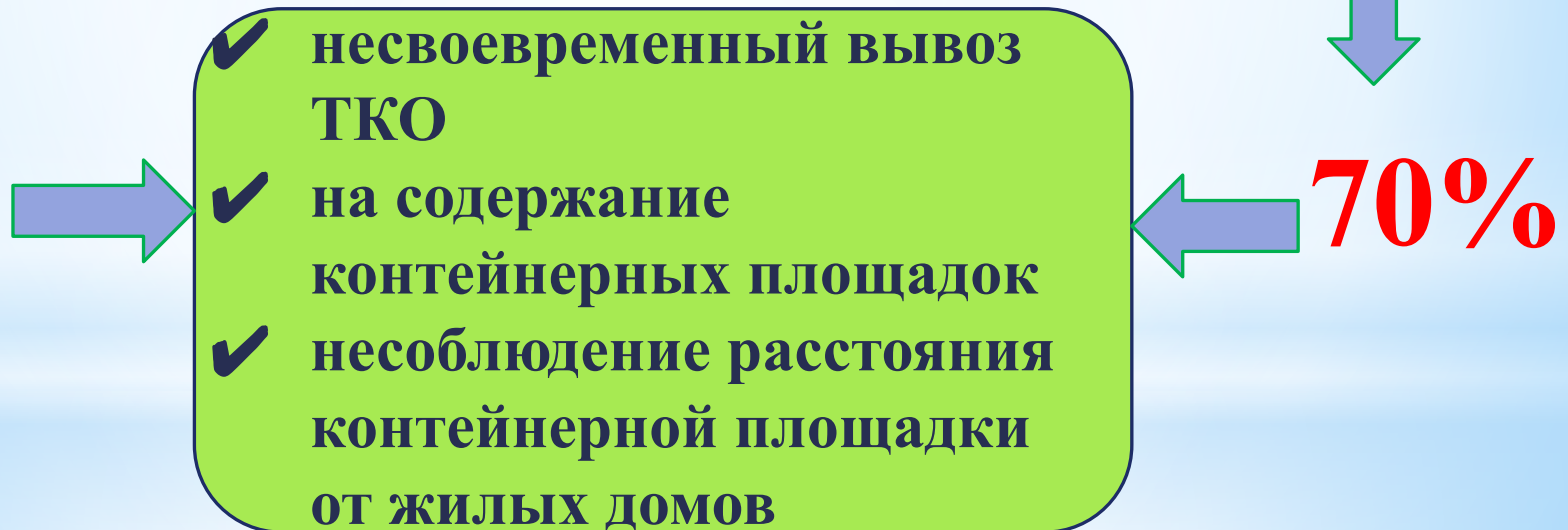 ✔ несвоевременный вывоз
ТКО
✔ на содержание
контейнерных площадок
✔ несоблюдение расстояния
контейнерной площадки
от жилых домов
70%